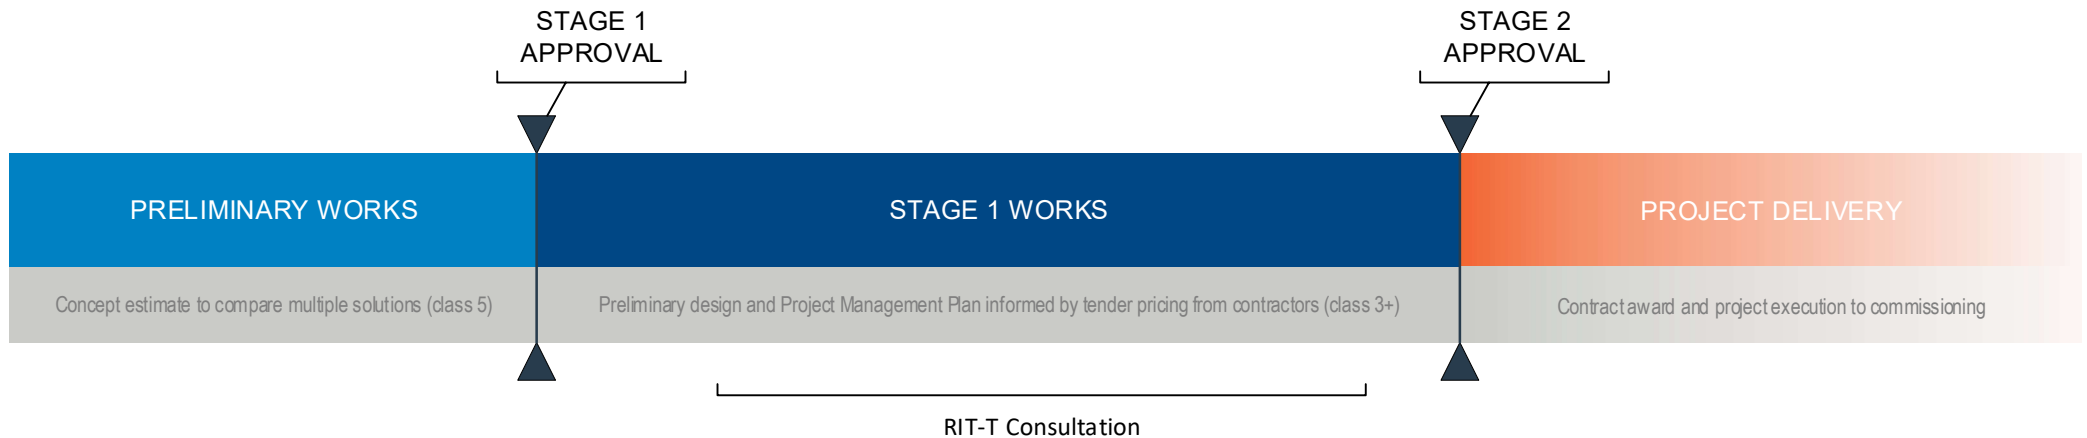 STAGE 1
APPROVAL
STAGE 2
APPROVAL
PRELIMINARY WORKS
STAGE 1 WORKS
PROJECT DELIVERY
Concept estimate to compare multiple solutions (class 5)
Preliminary design and Project Management Plan informed by tender pricing from contractors (class 3+)
Contract award and project execution to commissioning
RIT-T Consultation